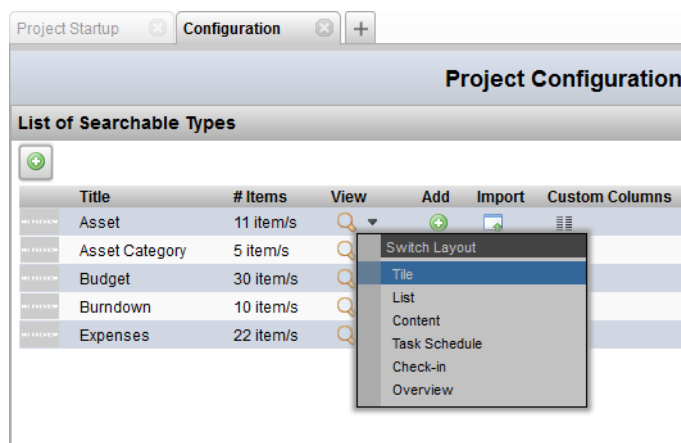 Project Startup
Configuration
Project Configuration
List of Searchable Types
Title # Items View Add Import Custom Columns
Asset 11 item/s
Asset Category 5 item/s
Budget 30 item/s
Burndown 10 item/s
Expenses 22 item/s
Switch Layout
Tile
List
Content
Task Schedule
Check-in
Overview